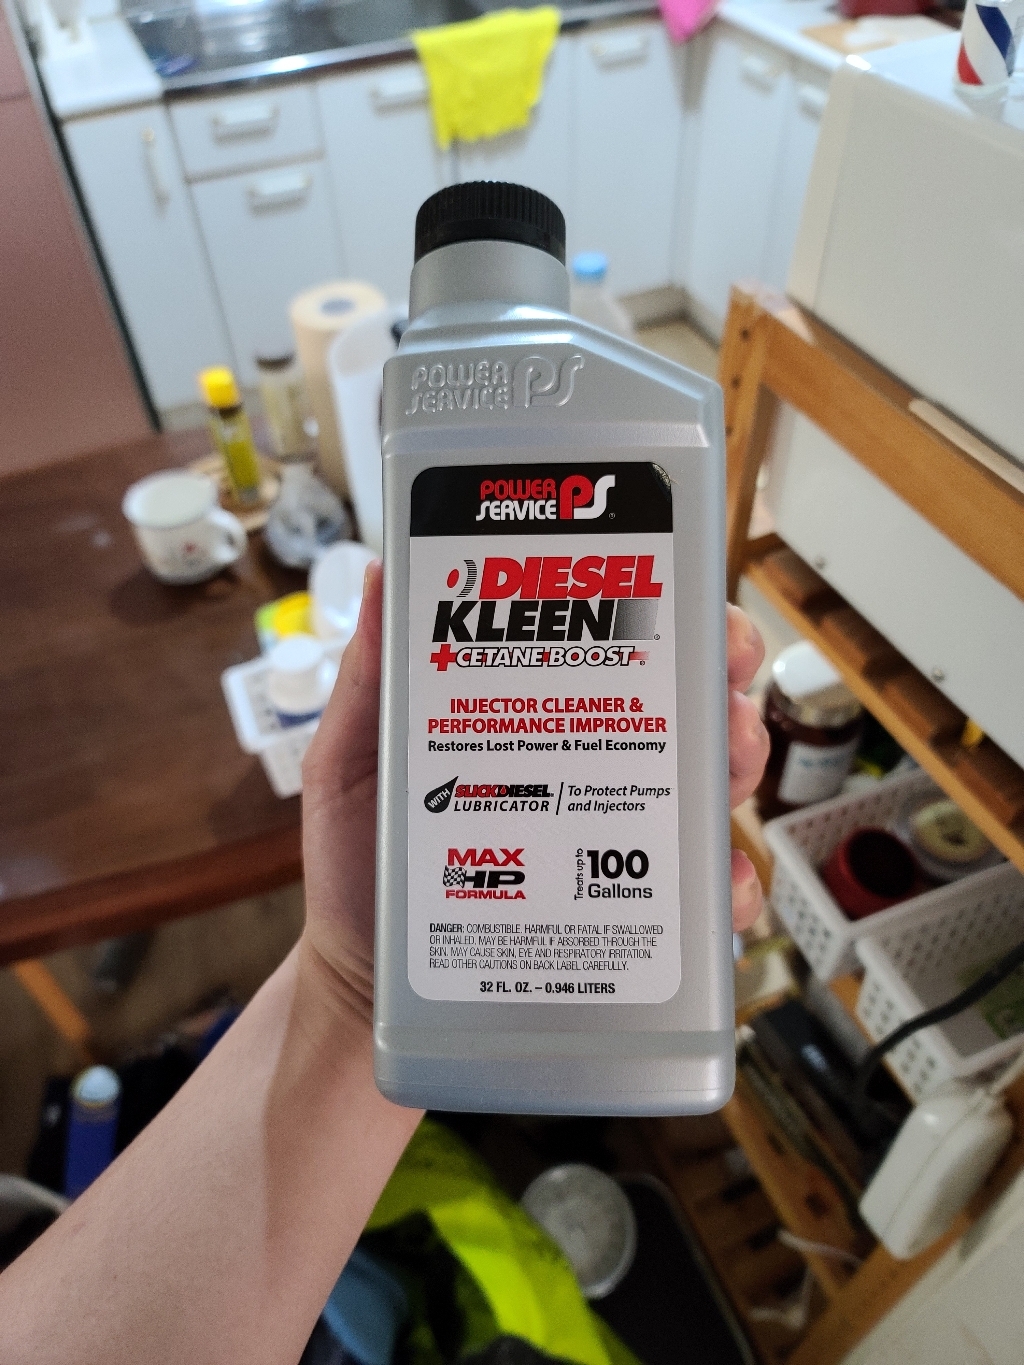 POWER
SERVICE PS
POWER
SERVICE PS®
DIESEL
KLEEN®
+CETANE BOOST®
INJECTOR CLEANER &
PERFORMANCE IMPROVER
Restores Lost Power & Fuel Economy
WITH SLICKDIESEL® LUBRICATOR
To Protect Pumps
and Injectors
MAX
HP
FORMULA
Treats up to 100
Gallons
DANGER: COMBUSTIBLE. HARMFUL OR FATAL IF SWALLOWED
OR INHALED. MAY BE HARMFUL IF ABSORBED THROUGH THE
SKIN. MAY CAUSE SKIN, EYE AND RESPIRATORY IRRITATION.
READ OTHER CAUTIONS ON BACK LABEL CAREFULLY.
32 FL. OZ. – 0.946 LITERS